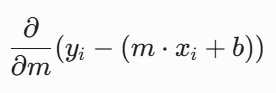 ∂/∂m (yᵢ − (m · xᵢ + b))